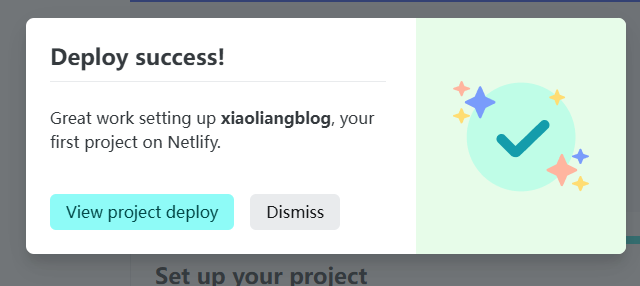 Deploy success!
Great work setting up xiaoliangblog, your
first project on Netlify.
View project deploy
Dismiss
Set up your project